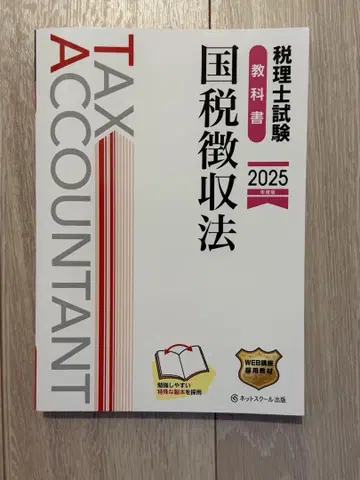 税理士試験
教科書
国税徴収法
2025
年度版
TAX
ACCOUNTANT
勉強しやすい
特殊な製本を採用
WEB講座
採用教材
ネットスクール出版